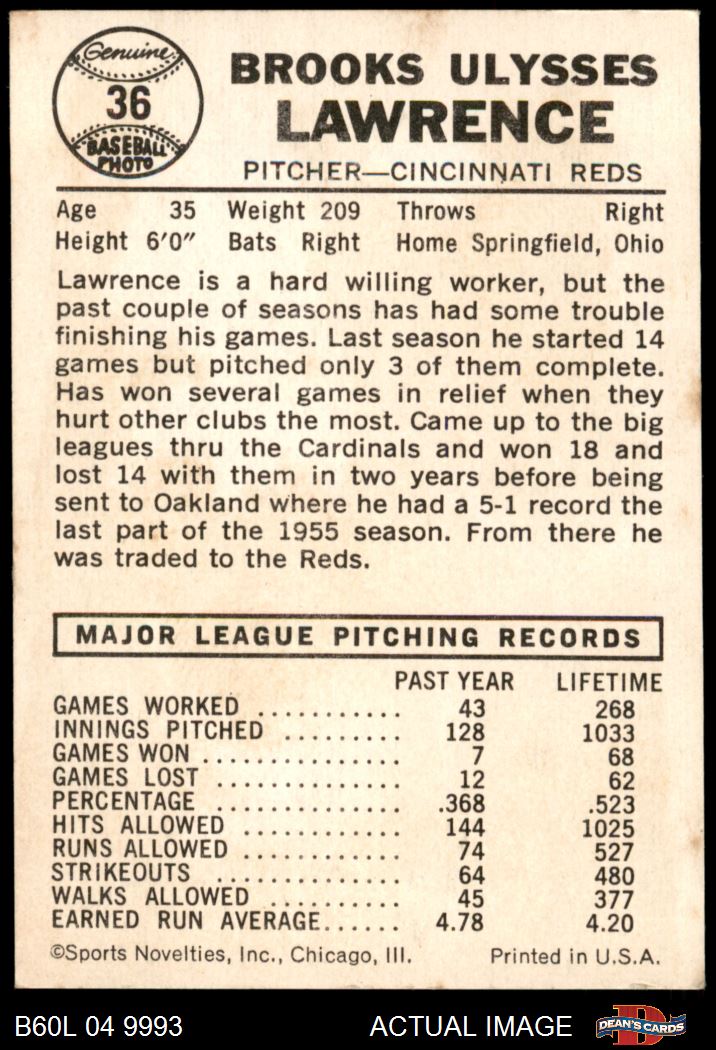 Genuine
36
BASEBALL
PHOTO
BROOKS ULYSSES
LAWRENCE
PITCHER—CINCINNATI REDS
Age 35 Weight 209 Throws Right
Height 6'0" Bats Right Home Springfield, Ohio
Lawrence is a hard willing worker, but the
past couple of seasons has had some trouble
finishing his games. Last season he started 14
games but pitched only 3 of them complete.
Has won several games in relief when they
hurt other clubs the most. Came up to the big
leagues thru the Cardinals and won 18 and
lost 14 with them in two years before being
sent to Oakland where he had a 5-1 record the
last part of the 1955 season. From there he
was traded to the Reds.
MAJOR LEAGUE PITCHING RECORDS
PAST YEAR LIFETIME
GAMES WORKED ........... 43 268
INNINGS PITCHED ......... 128 1033
GAMES WON ............... 7 68
GAMES LOST .............. 12 62
PERCENTAGE .............. .368 .523
HITS ALLOWED ............ 144 1025
RUNS ALLOWED ............ 74 527
STRIKEOUTS .............. 64 480
WALKS ALLOWED .......... 45 377
EARNED RUN AVERAGE...... 4.78 4.20
©Sports Novelties, Inc., Chicago, Ill. Printed in U.S.A.
B60L 04 9993 ACTUAL IMAGE D DEAN'S CARDS